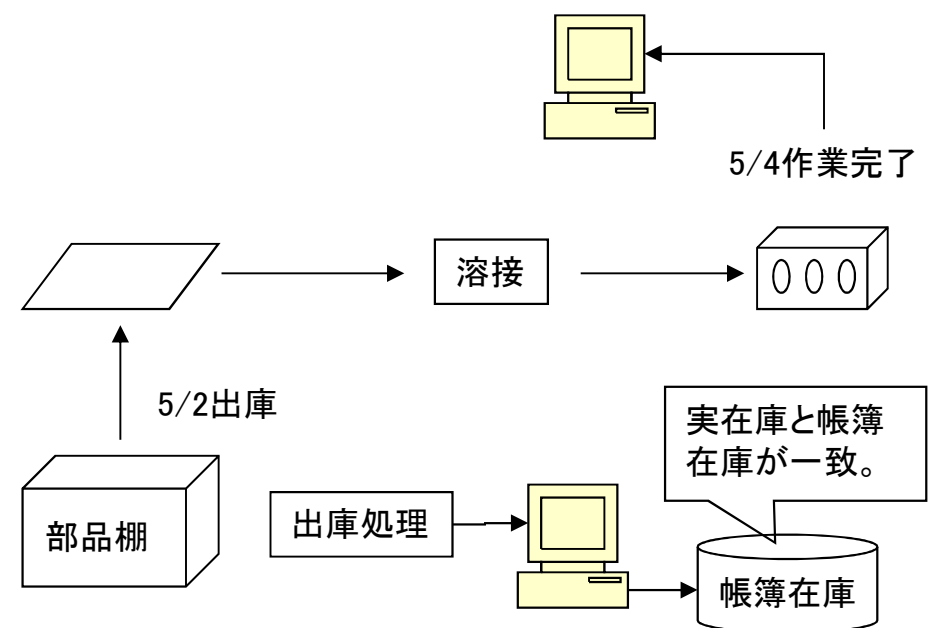 5/4作業完了
溶接
5/2出庫
実在庫と帳簿
在庫が一致。
部品棚
出庫処理
帳簿在庫